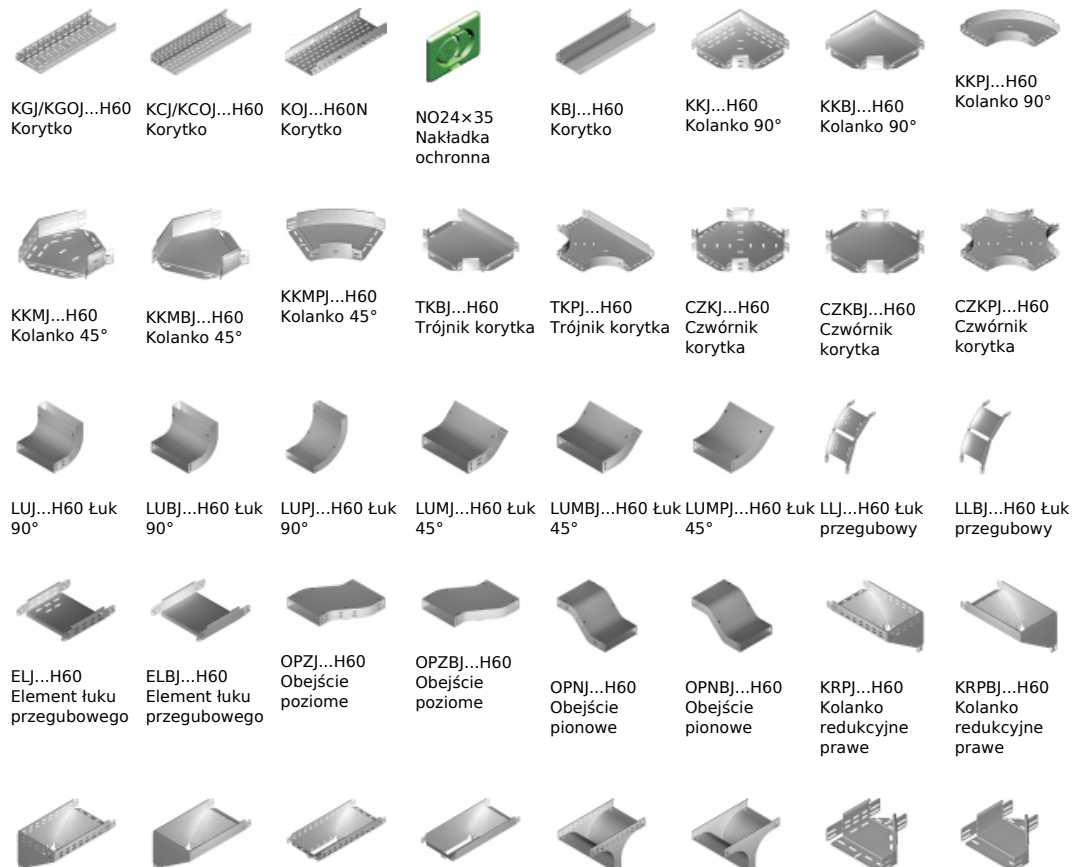 KGJ/KGOJ...H60
Korytko
KCJ/KCOJ...H60
Korytko
KOJ...H60N
Korytko
NO24×35
Nakładka
ochronna
KBJ...H60
Korytko
KKJ...H60
Kolanko 90°
KKBJ...H60
Kolanko 90°
KKPJ...H60
Kolanko 90°
KKMJ...H60
Kolanko 45°
KKMBJ...H60
Kolanko 45°
KKMPJ...H60
Kolanko 45°
TKBJ...H60
Trójnik korytka
TKPJ...H60
Trójnik korytka
CZKJ...H60
Czwórnik
korytka
CZKBJ...H60
Czwórnik
korytka
CZKPJ...H60
Czwórnik
korytka
LUJ...H60 Łuk
90°
LUBJ...H60 Łuk
90°
LUPJ...H60 Łuk
90°
LUMJ...H60 Łuk
45°
LUMBJ...H60 Łuk
45°
LUMPJ...H60 Łuk
45°
LLJ...H60 Łuk
przegubowy
LLBJ...H60 Łuk
przegubowy
ELJ...H60
Element łuku
przegubowego
ELBJ...H60
Element łuku
przegubowego
OPZJ...H60
Obejście
poziome
OPZBJ...H60
Obejście
poziome
OPNJ...H60
Obejście
pionowe
OPNBJ...H60
Obejście
pionowe
KRPJ...H60
Kolanko
redukcyjne
prawe
KRPBJ...H60
Kolanko
redukcyjne
prawe